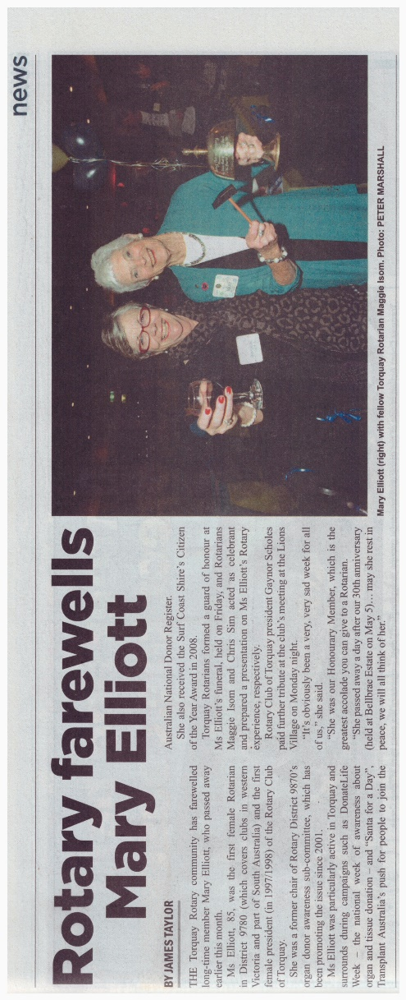 news
Rotary farewells
Mary Elliott
BY JAMES TAYLOR
THE Torquay Rotary community has farewelled
long-time member Mary Elliott, who passed away
earlier this month.
Ms Elliott, 85, was the first female Rotarian
in District 9780 (which covers clubs in western
Victoria and part of South Australia) and the first
female president (in 1997/1998) of the Rotary Club
of Torquay.
She was a former chair of Rotary District 9870's
organ donor awareness sub-committee, which has
been promoting the issue since 2001.
Ms Elliott was particularly active in Torquay and
surrounds during campaigns such as DonateLife
Week – the national week of awareness about
organ and tissue donation – and “Santa for a Day”,
Transplant Australia's push for people to join the
Australian National Donor Register.
She also received the Surf Coast Shire's Citizen
of the Year Award in 2008.
Torquay Rotarians formed a guard of honour at
Ms Elliott's funeral, held on Friday, and Rotarians
Maggie Isom and Chris Sim acted as celebrant
and prepared a presentation on Ms Elliott's Rotary
experience, respectively.
Rotary Club of Torquay president Gaynor Scholes
paid further tribute at the club's meeting at the Lions
Village on Monday night.
“It's obviously been a very, very sad week for all
of us,” she said.
“She was our Honourary Member, which is the
greatest accolade you can give to a Rotarian.
“She passed away a day after our 30th anniversary
(held at Bellbrae Estate on May 5)… may she rest in
peace, we will all think of her.”
Mary Elliott (right) with fellow Torquay Rotarian Maggie Isom. Photo: PETER MARSHALL